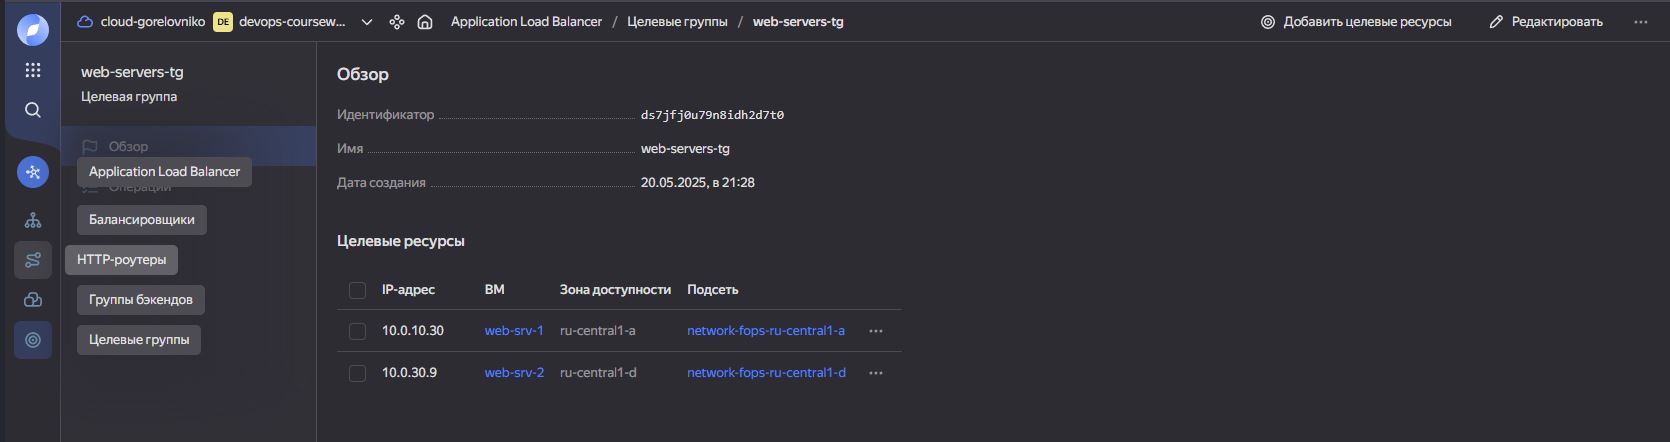 cloud-gorelovniko DE devops-coursew... Application Load Balancer / Целевые группы / web-servers-tg Добавить целевые ресурсы Редактировать
web-servers-tg
Целевая группа
Обзор
Application Load Balancer
Операции
Балансировщики
HTTP-роутеры
Группы бэкендов
Целевые группы
Обзор
Идентификатор ds7jfj0u79n8idh2d7t0
Имя web-servers-tg
Дата создания 20.05.2025, в 21:28
Целевые ресурсы
IP-адрес ВМ Зона доступности Подсеть
10.0.10.30 web-srv-1 ru-central1-a network-fops-ru-central1-a
10.0.30.9 web-srv-2 ru-central1-d network-fops-ru-central1-d